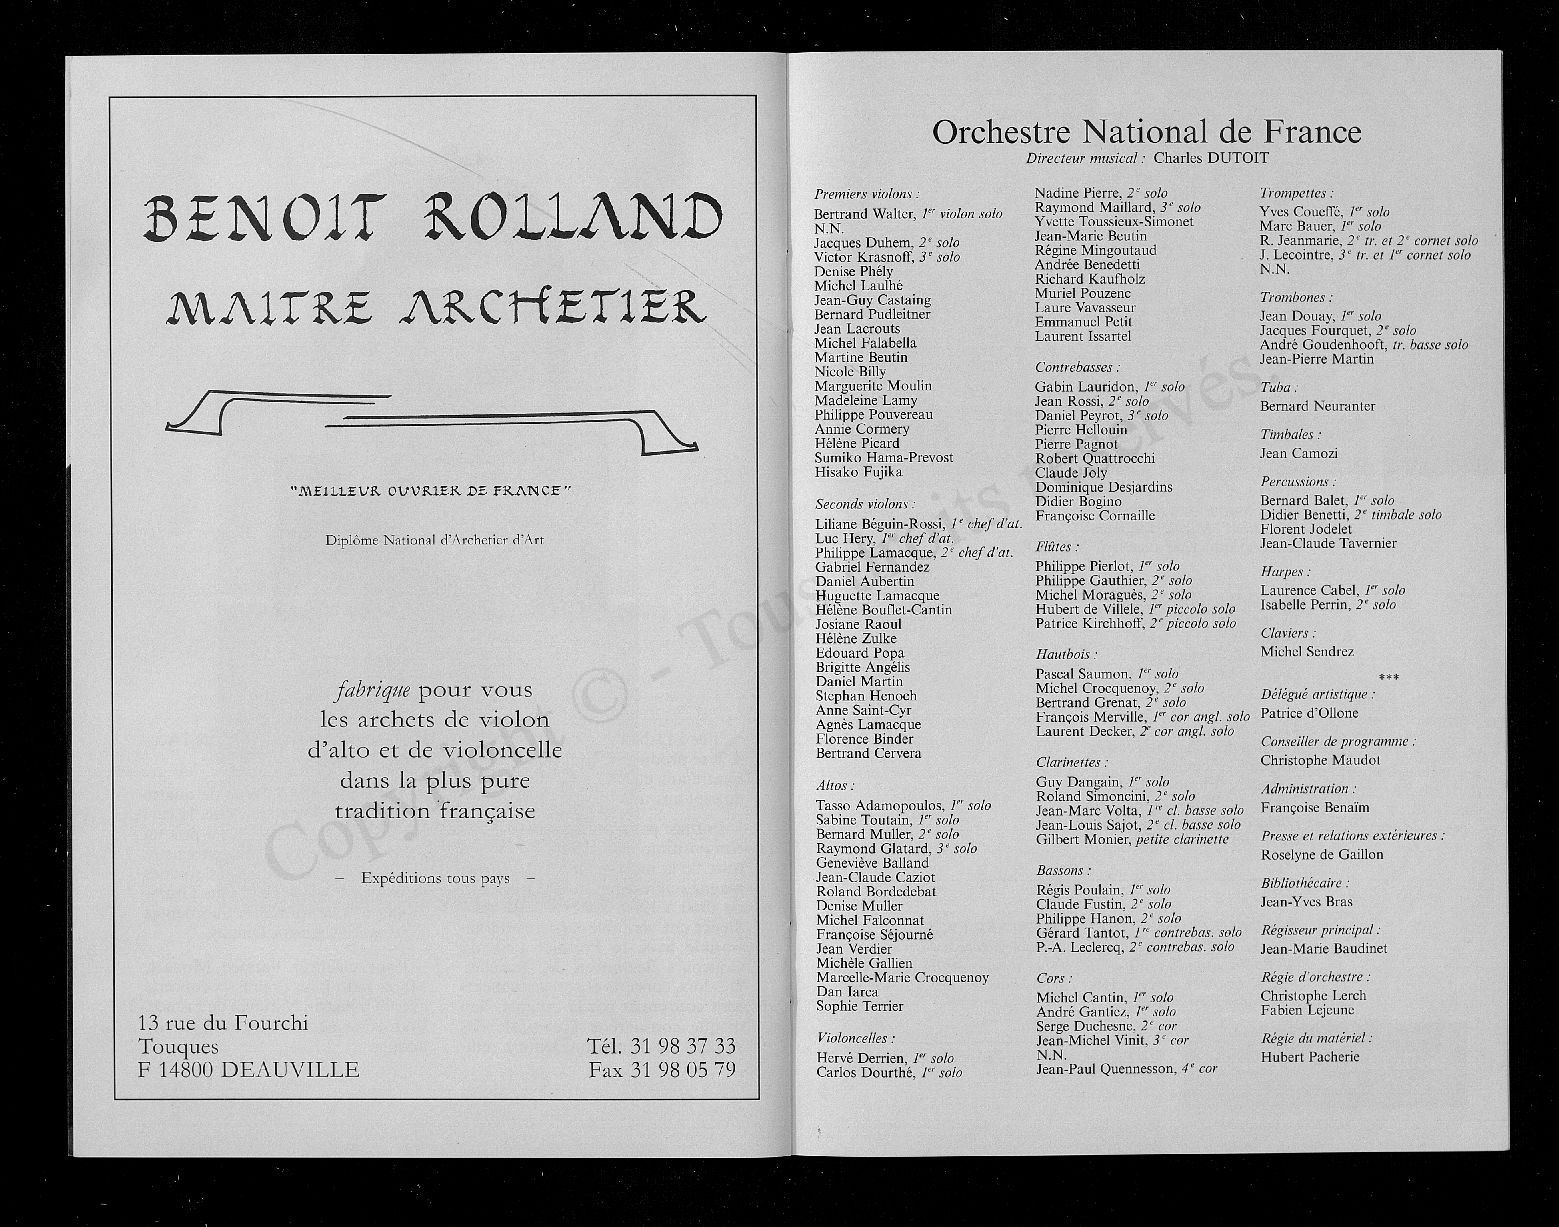 BENOIT ROLLAND
MAITRE ARCHETIER
"MEILLEUR OUVRIER DE FRANCE"
Diplôme National d'Archetier d'Art
fabrique pour vous
les archets de violon
d'alto et de violoncelle
dans la plus pure
tradition française
– Expéditions tous pays –
13 rue du Fourchi
Touques
F 14800 DEAUVILLE
Tél. 31 98 37 33
Fax 31 98 05 79
Copyright © - Tous droits réservés.
Orchestre National de France
Directeur musical : Charles DUTOIT
Premiers violons :
Bertrand Walter, 1er violon solo
N.N.
Jacques Duhem, 2e solo
Victor Krasnoff, 3e solo
Denise Phély
Michel Laulhé
Jean-Guy Castaing
Bernard Pudleitner
Jean Lacrouts
Michel Falabella
Martine Beutin
Nicole Billy
Marguerite Moulin
Madeleine Lamy
Philippe Pouvereau
Annie Cormery
Hélène Picard
Sumiko Hama-Prevost
Hisako Fujika
Seconds violons :
Liliane Béguin-Rossi, 1e chef d'at.
Luc Hery, 1er chef d'at.
Philippe Lamacque, 2e chef d'at.
Gabriel Fernandez
Daniel Aubertin
Huguette Lamacque
Hélène Bouflet-Cantin
Josiane Raoul
Hélène Zulke
Edouard Popa
Brigitte Angélis
Daniel Martin
Stephan Henoch
Anne Saint-Cyr
Agnès Lamacque
Florence Binder
Bertrand Cervera
Altos :
Tasso Adamopoulos, 1er solo
Sabine Toutain, 1er solo
Bernard Muller, 2e solo
Raymond Glatard, 3e solo
Geneviève Balland
Jean-Claude Caziot
Roland Bordedebat
Denise Muller
Michel Falconnat
Françoise Séjourné
Jean Verdier
Michèle Gallien
Marcelle-Marie Crocquenoy
Dan Iarca
Sophie Terrier
Violoncelles :
Hervé Derrien, 1er solo
Carlos Dourthé, 1er solo
Nadine Pierre, 2e solo
Raymond Maillard, 3e solo
Yvette Toussieux-Simonet
Jean-Marie Beutin
Régine Mingoutaud
Andrée Benedetti
Richard Kaufholz
Muriel Pouzenc
Laure Vavasseur
Emmanuel Petit
Laurent Issartel
Contrebasses :
Gabin Lauridon, 1er solo
Jean Rossi, 2e solo
Daniel Peyrot, 3e solo
Pierre Hellouin
Pierre Pagnot
Robert Quattrocchi
Claude Joly
Dominique Desjardins
Didier Bogino
Françoise Cornaille
Flûtes :
Philippe Pierlot, 1er solo
Philippe Gauthier, 2e solo
Michel Moraguès, 2e solo
Hubert de Villele, 1er piccolo solo
Patrice Kirchhoff, 2e piccolo solo
Hautbois :
Pascal Saumon, 1er solo
Michel Crocquenoy, 2e solo
Bertrand Grenat, 2e solo
François Merville, 1er cor angl. solo
Laurent Decker, 2e cor angl. solo
Clarinettes :
Guy Dangain, 1er solo
Roland Simoncini, 2e solo
Jean-Marc Volta, 1er cl. basse solo
Jean-Louis Sajot, 2e cl. basse solo
Gilbert Monier, petite clarinette
Bassons :
Régis Poulain, 1er solo
Claude Fustin, 2e solo
Philippe Hanon, 2e solo
Gérard Tantot, 1re contrebas. solo
P.-A. Leclercq, 2e contrebas. solo
Cors :
Michel Cantin, 1er solo
André Gantiez, 1er solo
Serge Duchesne, 2e cor
Jean-Michel Vinit, 3e cor
N.N.
Jean-Paul Quennesson, 4e cor
Trompettes :
Yves Coueffé, 1er solo
Marc Bauer, 1er solo
R. Jeanmarie, 2e tr. et 2e cornet solo
J. Lecointre, 3e tr. et 1er cornet solo
N.N.
Trombones :
Jean Douay, 1er solo
Jacques Fourquet, 2e solo
André Goudenhooft, tr. basse solo
Jean-Pierre Martin
Tuba :
Bernard Neuranter
Timbales :
Jean Camozi
Percussions :
Bernard Balet, 1er solo
Didier Benetti, 2e timbale solo
Florent Jodelet
Jean-Claude Tavernier
Harpes :
Laurence Cabel, 1er solo
Isabelle Perrin, 2e solo
Claviers :
Michel Sendrez
***
Délégué artistique :
Patrice d'Ollone
Conseiller de programme :
Christophe Maudot
Administration :
Françoise Benaïm
Presse et relations extérieures :
Roselyne de Gaillon
Bibliothécaire :
Jean-Yves Bras
Régisseur principal :
Jean-Marie Baudinet
Régie d'orchestre :
Christophe Lerch
Fabien Lejeune
Régie du matériel :
Hubert Pacherie